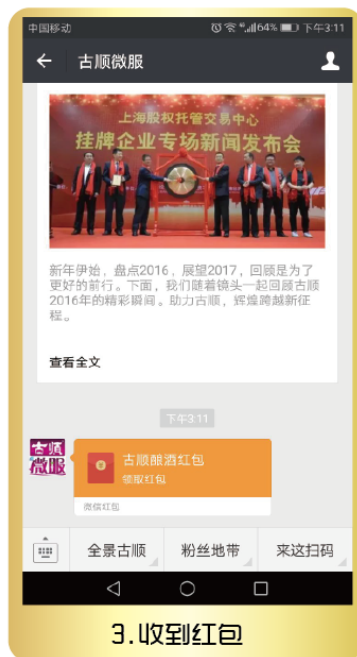 中国移动
64% 下午3:11
古顺微服
上海股权托管交易中心
挂牌企业专场新闻发布会
新年伊始，盘点2016，展望2017，回顾是为了
更好的前行。下面，我们随着镜头一起回顾古顺
2016年的精彩瞬间。助力古顺，辉煌跨越新征
程。
查看全文
下午3:11
古顺
微服
古顺酿酒红包
领取红包
微信红包
全景古顺
粉丝地带
来这扫码
3.收到红包